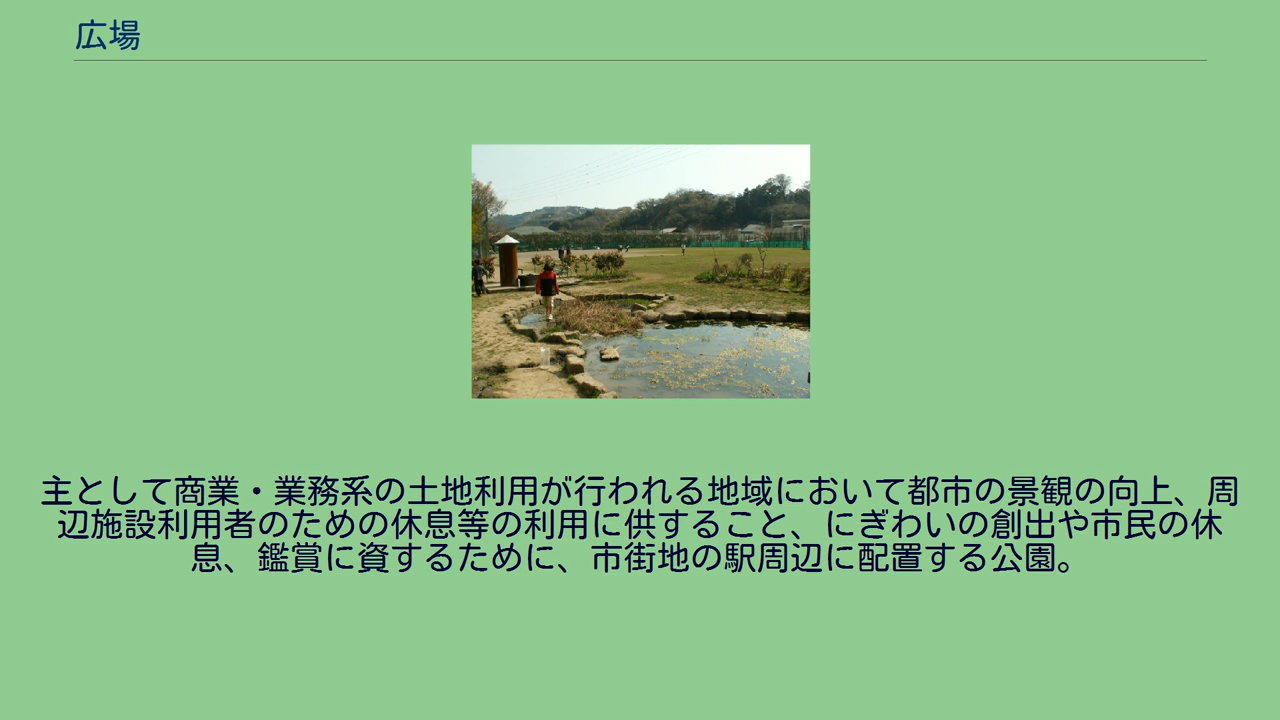 広場
主として商業・業務系の土地利用が行われる地域において都市の景観の向上、周
辺施設利用者のための休息等の利用に供すること、にぎわいの創出や市民の休
息、鑑賞に資するために、市街地の駅周辺に配置する公園。